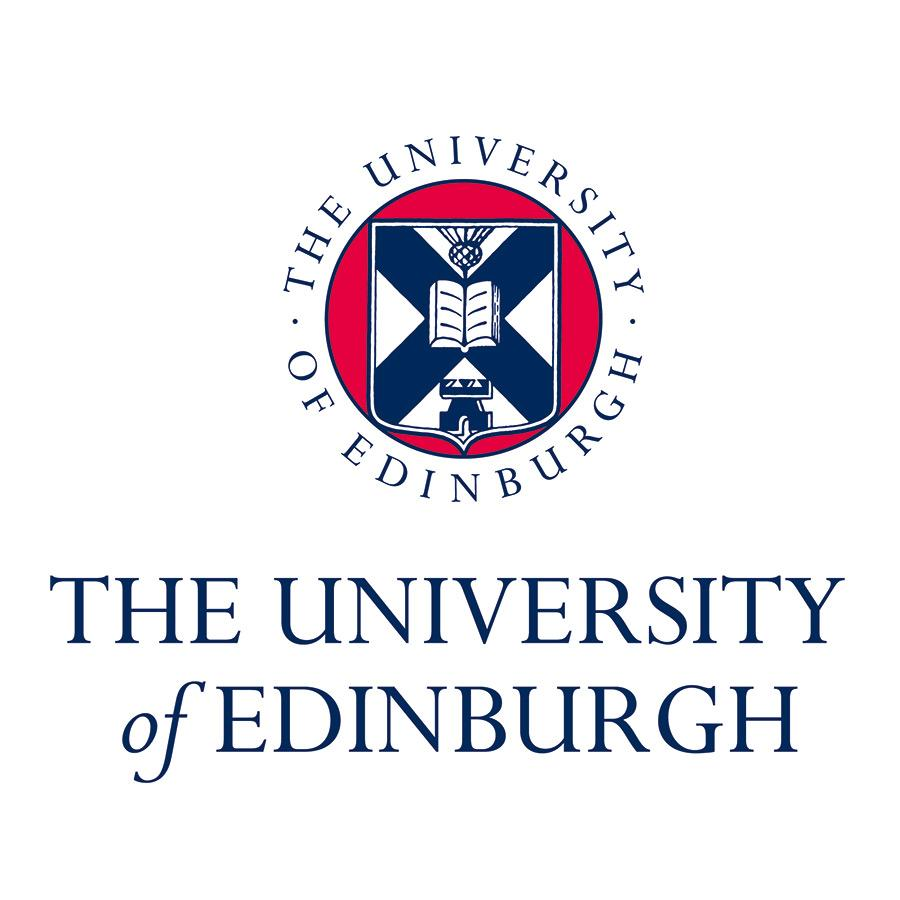 THE UNIVERSITY
· OF EDINBURGH ·
THE UNIVERSITY
of EDINBURGH